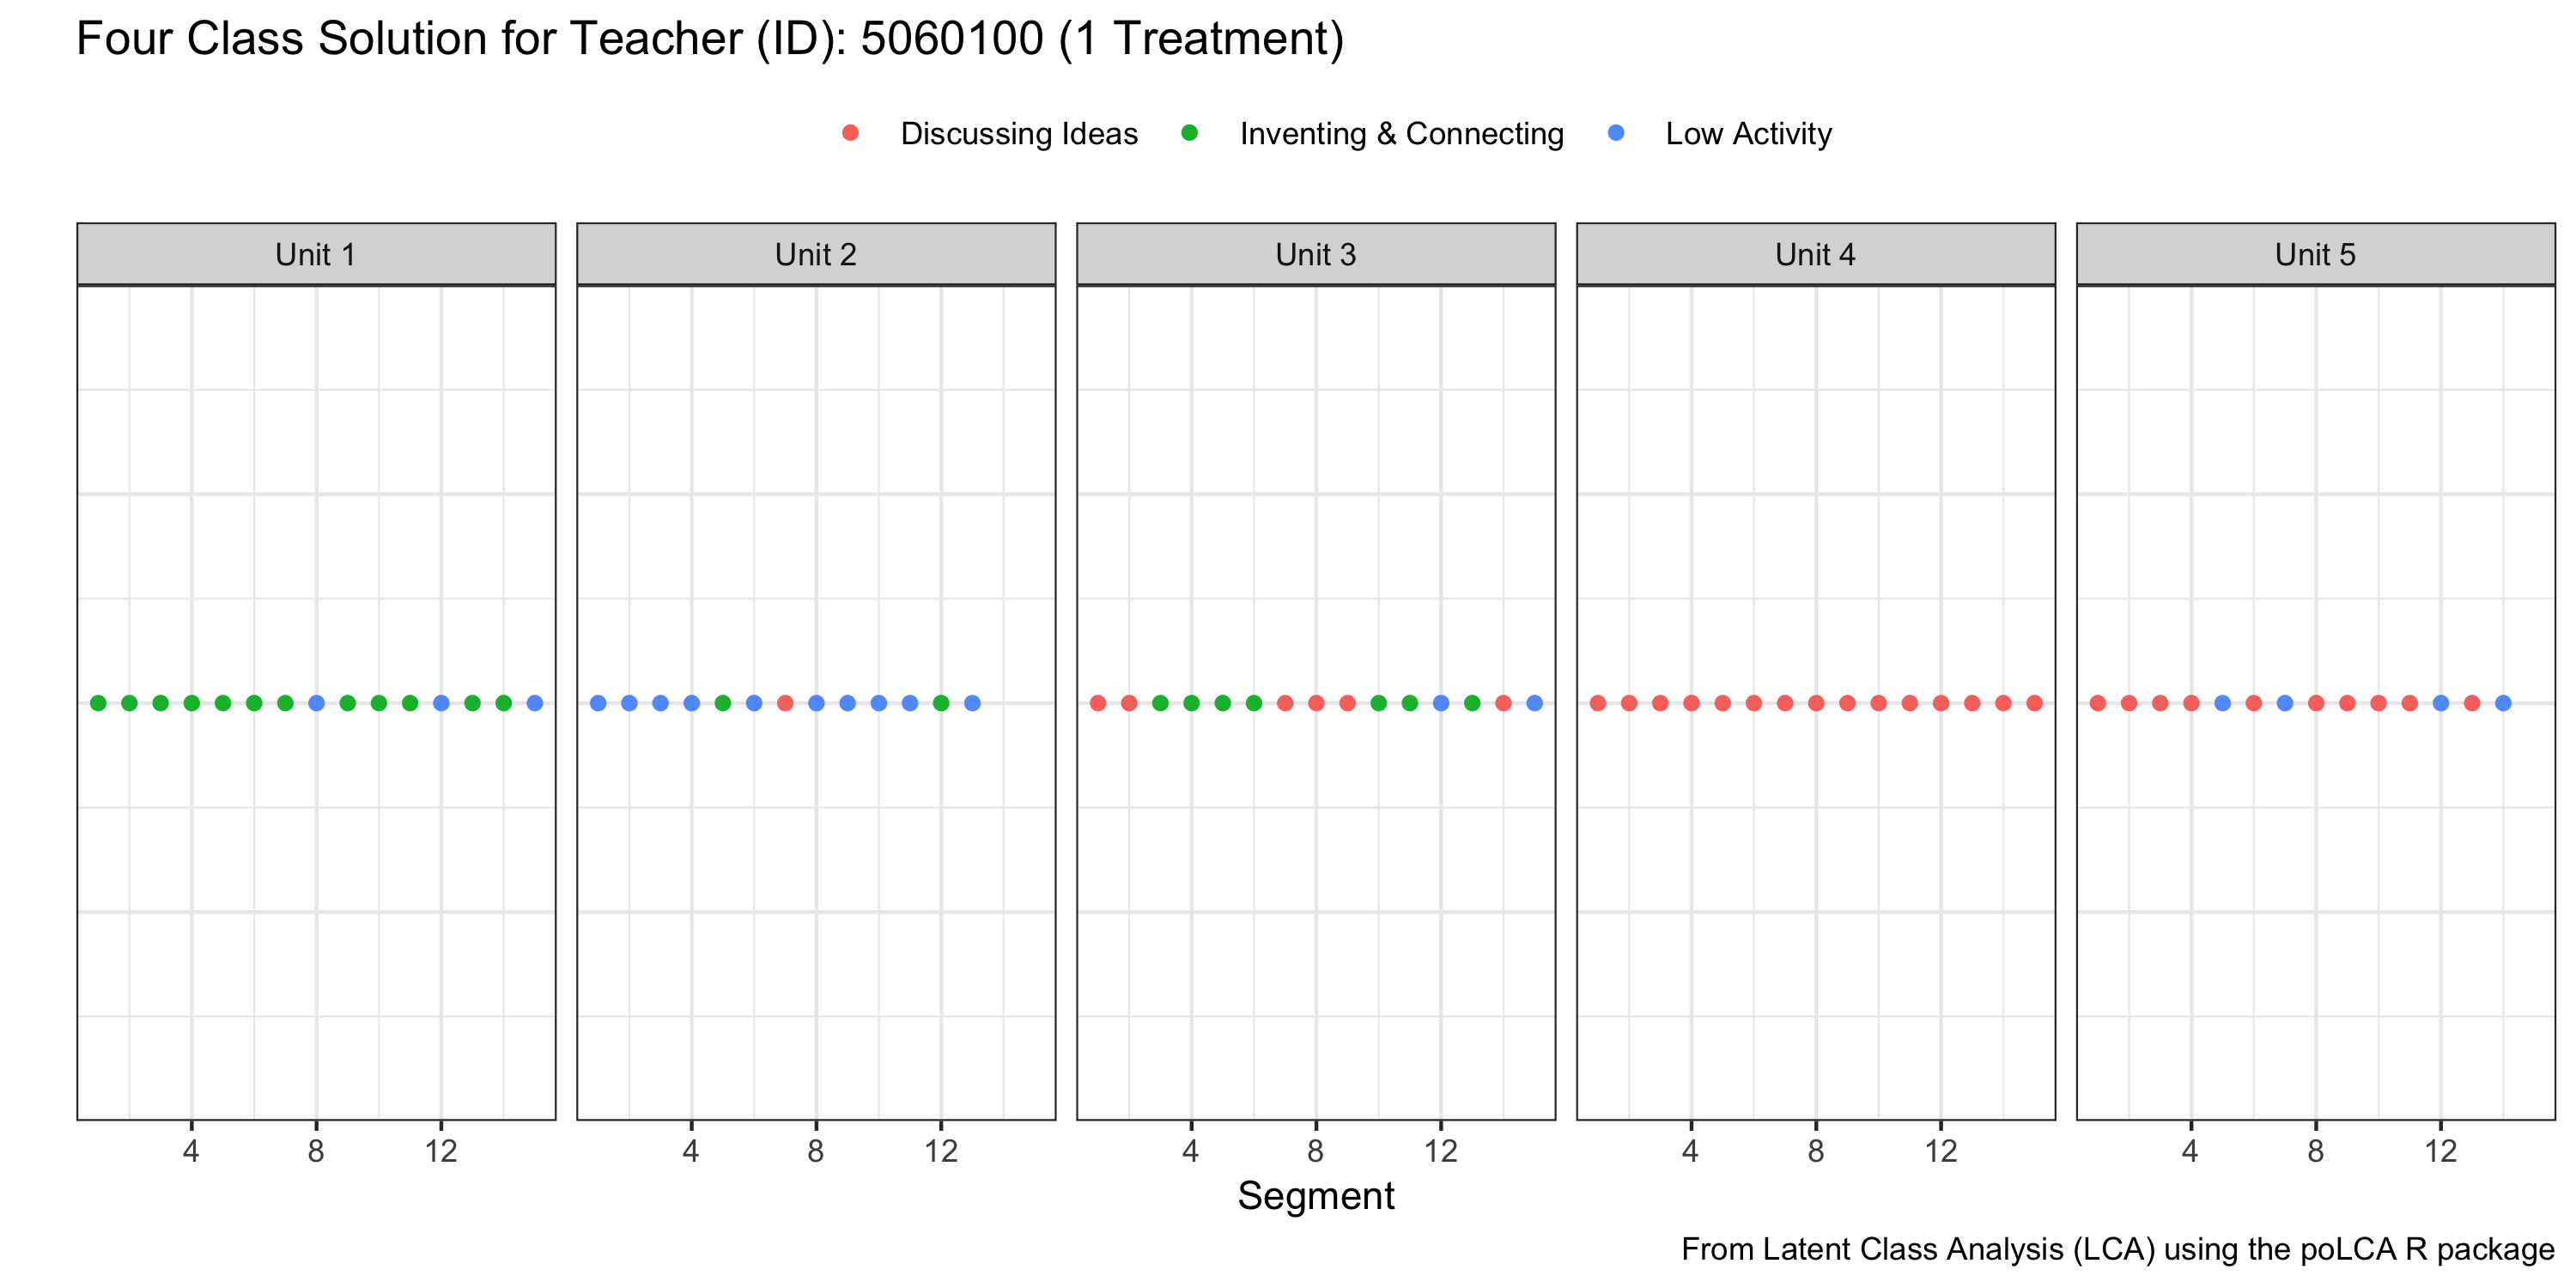 Four Class Solution for Teacher (ID): 5060100 (1 Treatment)
Discussing Ideas Inventing & Connecting Low Activity
Unit 1 Unit 2 Unit 3 Unit 4 Unit 5
4 8 12 4 8 12 4 8 12 4 8 12 4 8 12
Segment
From Latent Class Analysis (LCA) using the poLCA R package